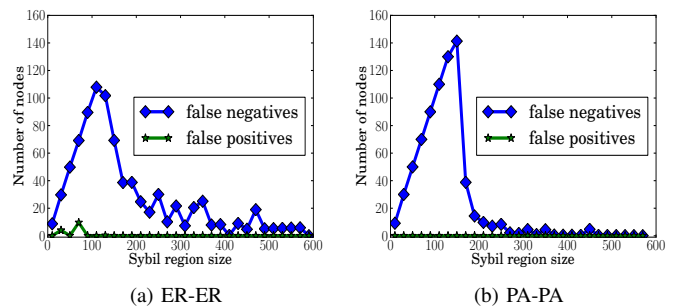 160
140
120
100
80
60
40
20
0
Number of nodes
false negatives
false positives
0 100 200 300 400 500 600
Sybil region size
(a) ER-ER
160
140
120
100
80
60
40
20
0
Number of nodes
false negatives
false positives
0 100 200 300 400 500 600
Sybil region size
(b) PA-PA